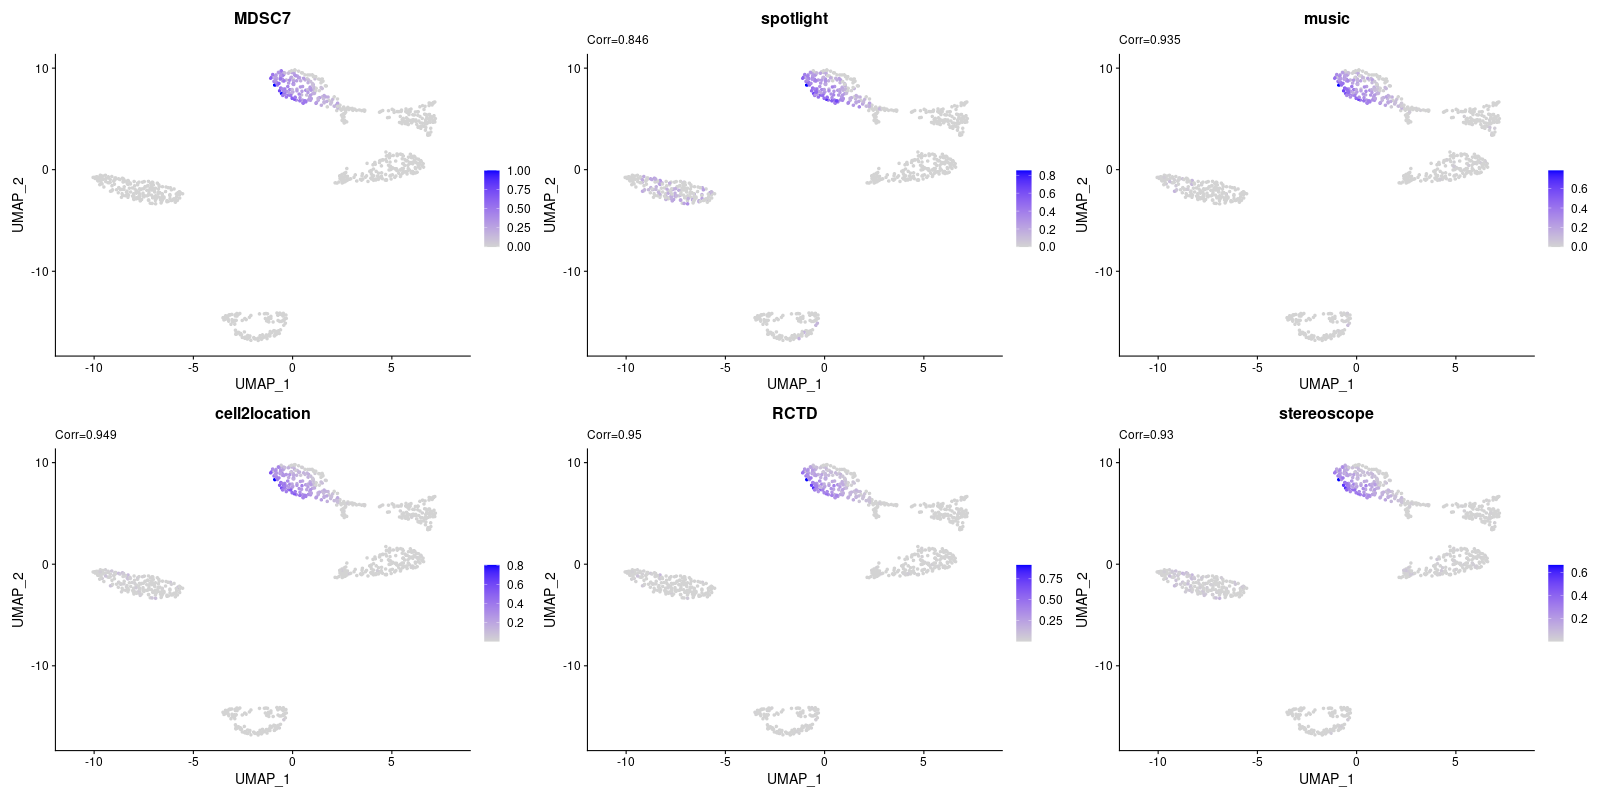 MDSC7
10
0
-10
UMAP_2
-10
-5
0
5
UMAP_1
1.00
0.75
0.50
0.25
0.00
spotlight
Corr=0.846
10
0
-10
UMAP_2
-10
-5
0
5
UMAP_1
0.8
0.6
0.4
0.2
0.0
music
Corr=0.935
10
0
-10
UMAP_2
-10
-5
0
5
UMAP_1
0.6
0.4
0.2
0.0
cell2location
Corr=0.949
10
0
-10
UMAP_2
-10
-5
0
5
UMAP_1
0.8
0.6
0.4
0.2
RCTD
Corr=0.95
10
0
-10
UMAP_2
-10
-5
0
5
UMAP_1
0.75
0.50
0.25
stereoscope
Corr=0.93
10
0
-10
UMAP_2
-10
-5
0
5
UMAP_1
0.6
0.4
0.2